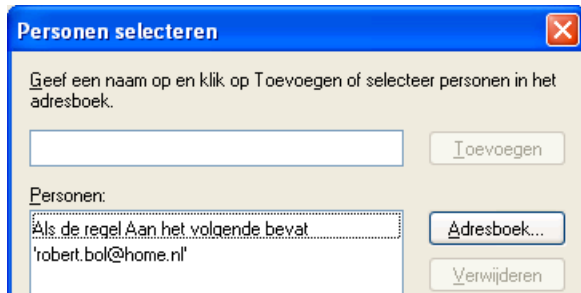 Personen selecteren
Geef een naam op en klik op Toevoegen of selecteer personen in het
adresboek.
Toevoegen
Personen:
Als de regel Aan het volgende bevat
'robert.bol@home.nl'
Adresboek...
Verwijderen